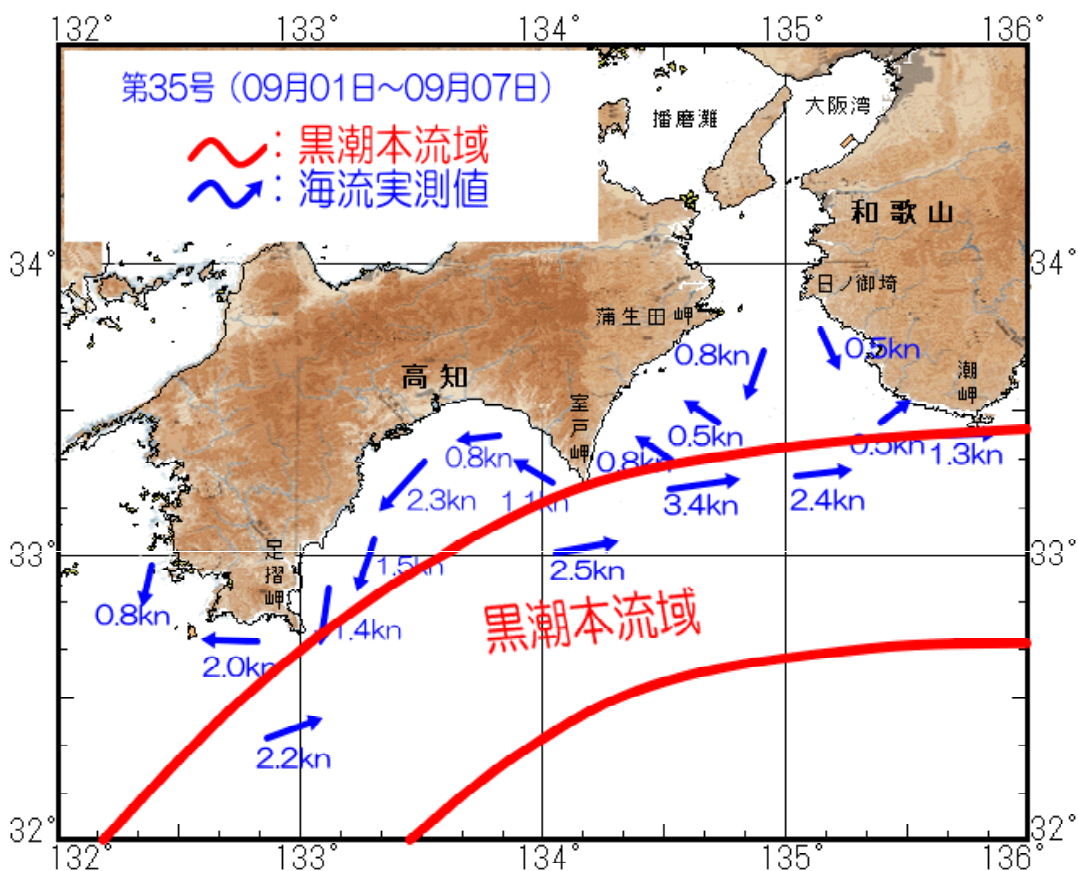 132° 133° 134° 135° 136°
第35号（09月01日～09月07日）
：黒潮本流域
：海流実測値
播磨灘
大阪湾
和歌山
34° 34°
日ノ御埼
蒲生田岬
0.8kn
0.5kn
潮岬
高知
室戸岬
0.5kn
0.5kn
1.3kn
0.8kn
0.8kn
2.3kn
1.1kn
3.4kn
2.4kn
33° 33°
足摺岬
1.5kn
2.5kn
0.8kn
1.4kn
黒潮本流域
2.0kn
2.2kn
32° 32°
132° 133° 134° 135° 136°